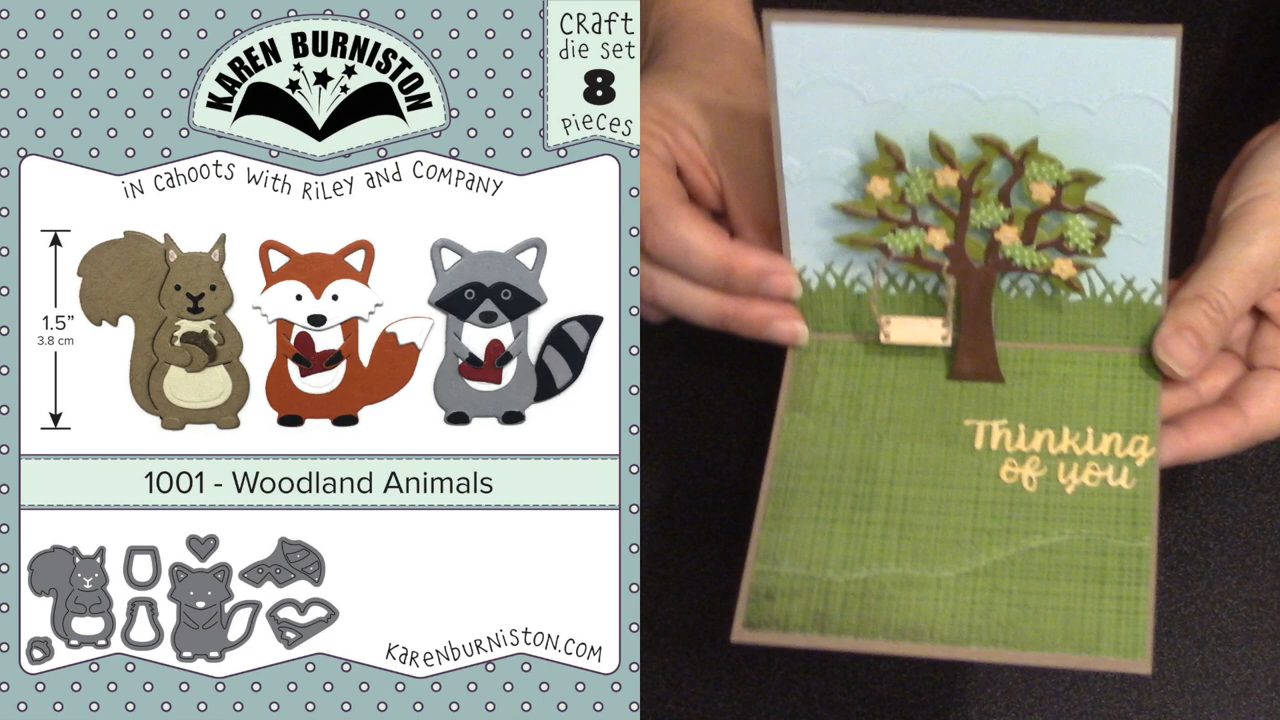 KAREN BURNISTON
CRaft
die set
8
pieces
in cahoots with Riley and Company
1.5”
3.8 cm
1001 - Woodland Animals
KarenBurniston.com
Thinking
of you